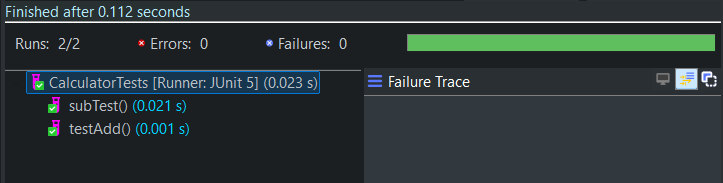 Finished after 0.112 seconds
Runs: 2/2 Errors: 0 Failures: 0
CalculatorTests [Runner: JUnit 5] (0.023 s)
subTest() (0.021 s)
testAdd() (0.001 s)
Failure Trace